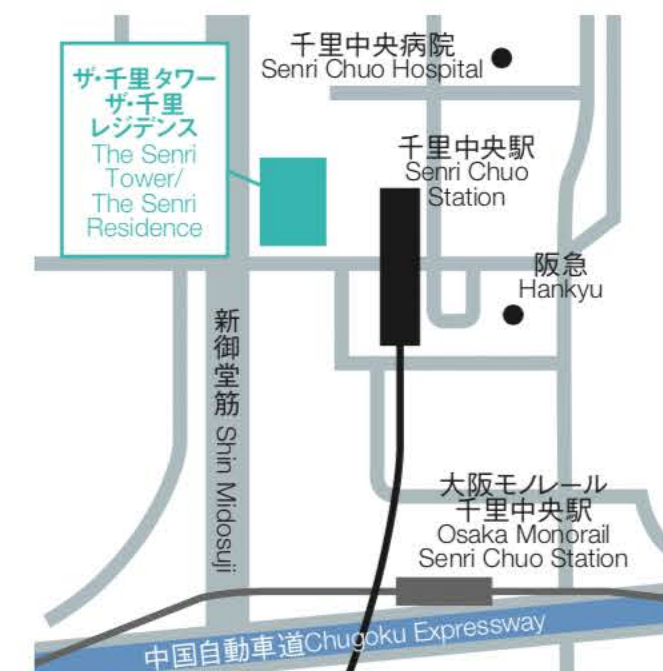 千里中央病院
Senri Chuo Hospital
ザ・千里タワー
ザ・千里
レジデンス
The Senri
Tower/
The Senri
Residence
千里中央駅
Senri Chuo
Station
阪急
Hankyu
新御堂筋 Shin Midosuji
大阪モノレール
千里中央駅
Osaka Monorail
Senri Chuo Station
中国自動車道Chugoku Expressway